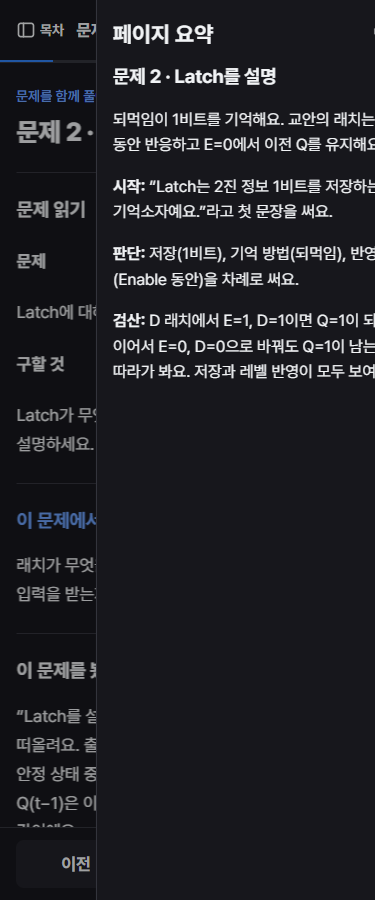 목차
페이지 요약
문제 2 · Latch를 설명
되먹임이 1비트를 기억해요. 교안의 래치는
동안 반응하고 E=0에서 이전 Q를 유지해요
시작: “Latch는 2진 정보 1비트를 저장하는
기억소자예요.”라고 첫 문장을 써요.
판단: 저장(1비트), 기억 방법(되먹임), 반영
(Enable 동안)을 차례로 써요.
검산: D 래치에서 E=1, D=1이면 Q=1이 되
이어서 E=0, D=0으로 바꿔도 Q=1이 남는
따라가 봐요. 저장과 레벨 반영이 모두 보여
문제를 함께 풀
문제 2 ·
문제 읽기
문제
Latch에 대해
구할 것
Latch가 무엇
설명하세요.
이 문제에서
래치가 무엇
입력을 받는
이 문제를 봤
“Latch를 설
떠올려요. 출
안정 상태 중
Q(t−1)은 이
이전